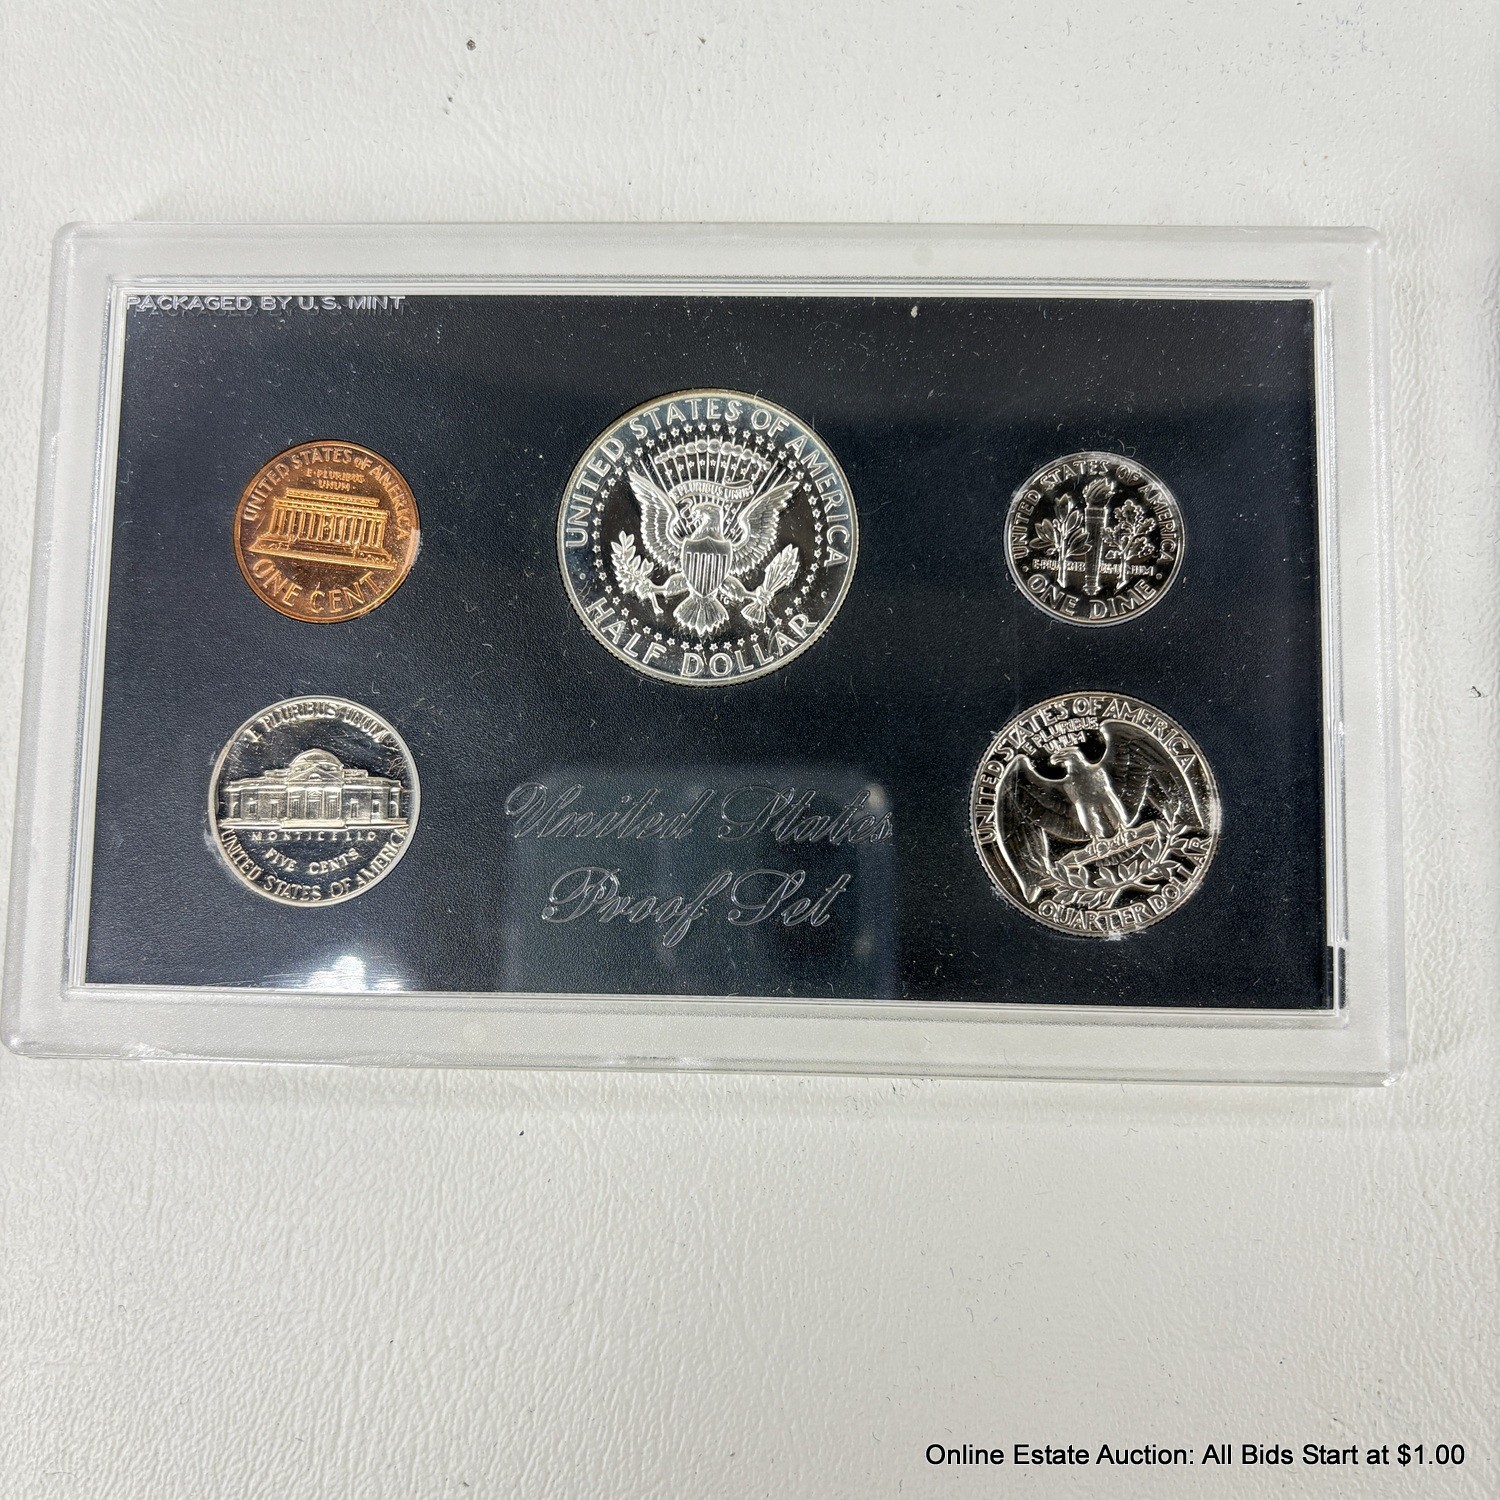 PACKAGED BY U.S. MINT
UNITED STATES OF AMERICA
E·PLURIBUS
·UNUM·
ONE CENT
UNITED STATES OF AMERICA
E PLURIBUS UNUM
HALF DOLLAR
UNITED STATES OF AMERICA
ONE DIME
E PLURIBUS UNUM
MONTICELLO
FIVE CENTS
UNITED STATES OF AMERICA
United States
Proof Set
UNITED STATES OF AMERICA
E PLURIBUS
UNUM
QUARTER DOLLAR
Online Estate Auction: All Bids Start at $1.00